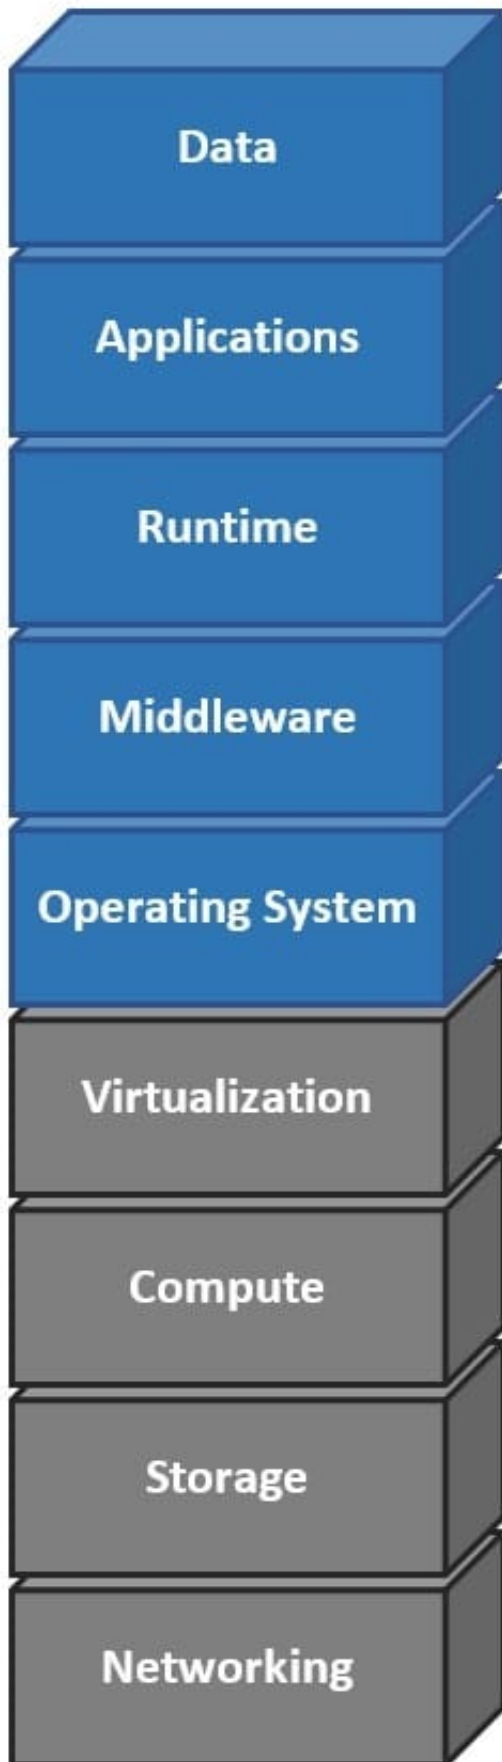 Data
Applications
Runtime
Middleware
Operating System
Virtualization
Compute
Storage
Networking